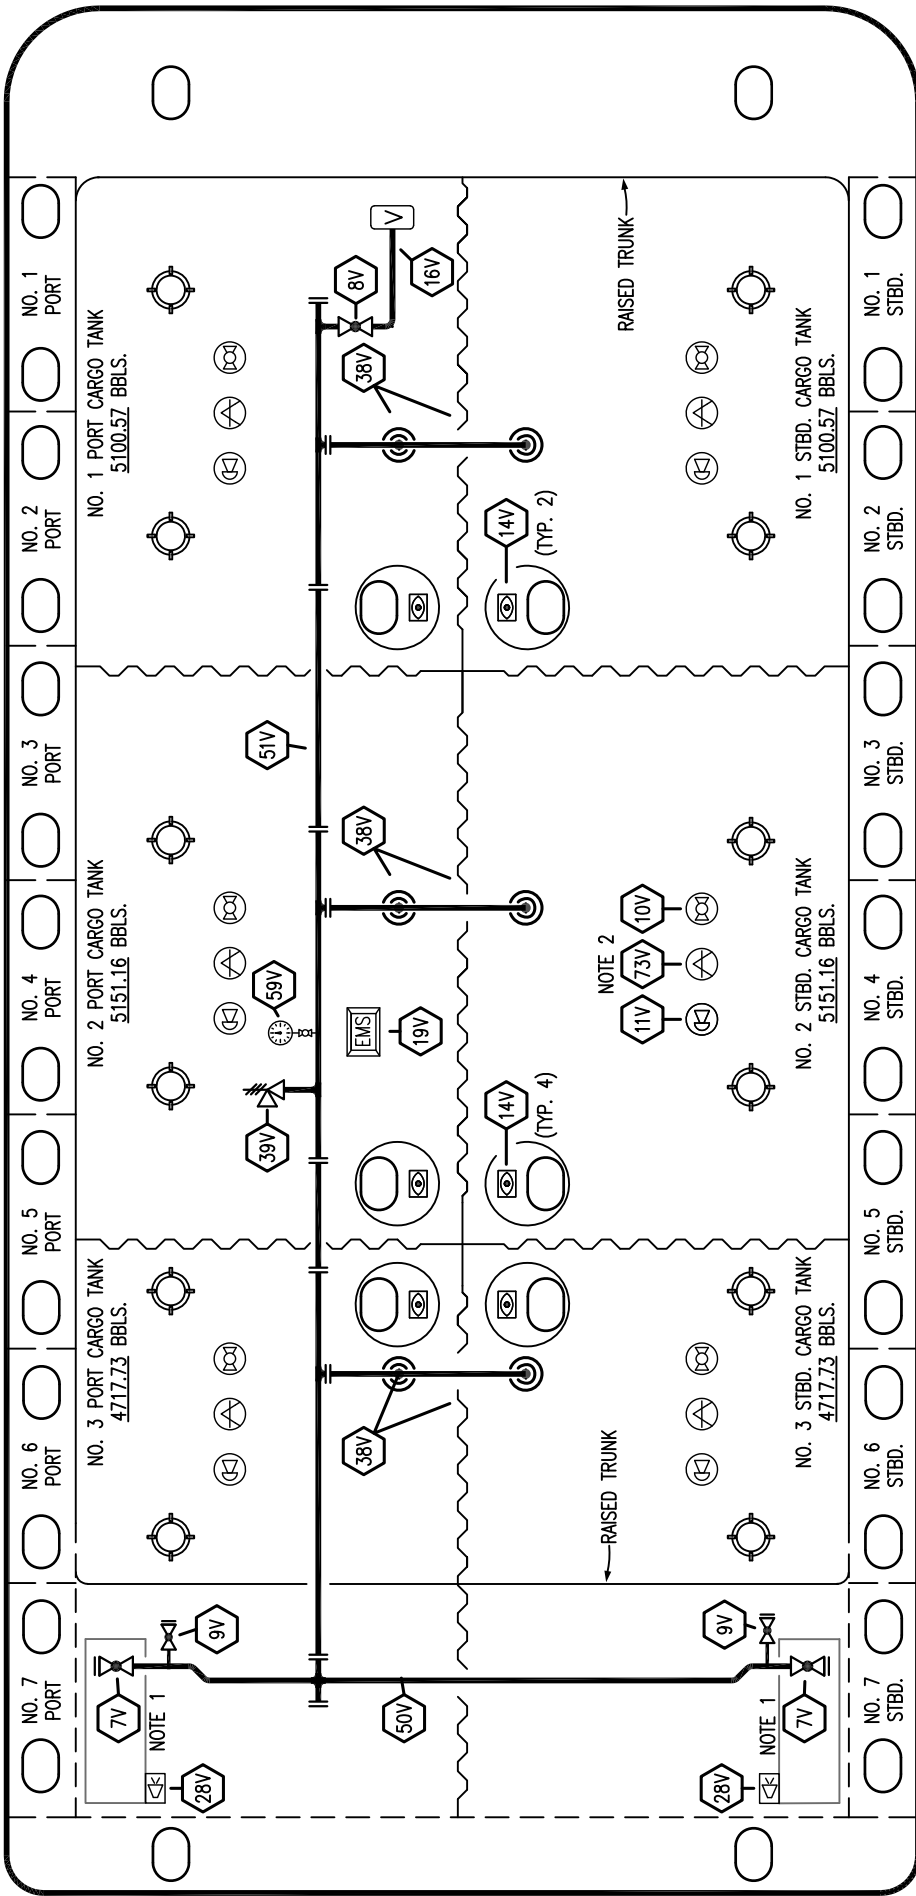 NO. 7
PORT
NO. 6
PORT
NO. 5
PORT
NO. 4
PORT
NO. 3
PORT
NO. 2
PORT
NO. 1
PORT
NO. 3 PORT CARGO TANK
4717.73 BBLS.
NO. 2 PORT CARGO TANK
5151.16 BBLS.
NO. 1 PORT CARGO TANK
5100.57 BBLS.
7V
NOTE 1
28V
9V
39V
59V
51V
38V
38V
38V
8V
V
16V
50V
EMS
19V
14V
(TYP. 4)
14V
(TYP. 2)
RAISED TRUNK
RAISED TRUNK
NOTE 2
11V
73V
10V
28V
NOTE 1
9V
7V
NO. 3 STBD. CARGO TANK
4717.73 BBLS.
NO. 2 STBD. CARGO TANK
5151.16 BBLS.
NO. 1 STBD. CARGO TANK
5100.57 BBLS.
NO. 7
STBD.
NO. 6
STBD.
NO. 5
STBD.
NO. 4
STBD.
NO. 3
STBD.
NO. 2
STBD.
NO. 1
STBD.